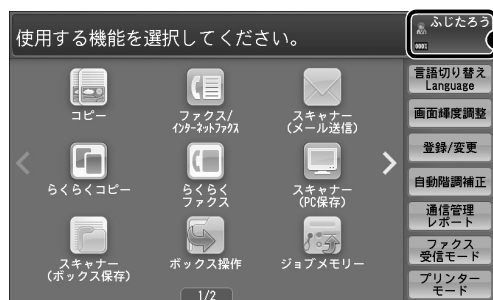 使用する機能を選択してください。
ふじたろう
0001
コピー
ファクス/
インターネットファクス
スキャナー
(メール送信)
らくらくコピー
らくらく
ファクス
スキャナー
(PC保存)
スキャナー
(ボックス保存)
ボックス操作
ジョブメモリー
1/2
言語切り替え
Language
画面輝度調整
登録/変更
自動階調補正
通信管理
レポート
ファクス
受信モード
プリンター
モード